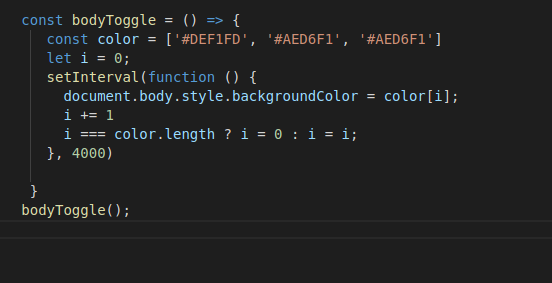 const bodyToggle = () => {
const color = ['#DEF1FD', '#AED6F1', '#AED6F1']
let i = 0;
setInterval(function () {
document.body.style.backgroundColor = color[i];
i += 1
i === color.length ? i = 0 : i = i;
}, 4000)
}
bodyToggle();